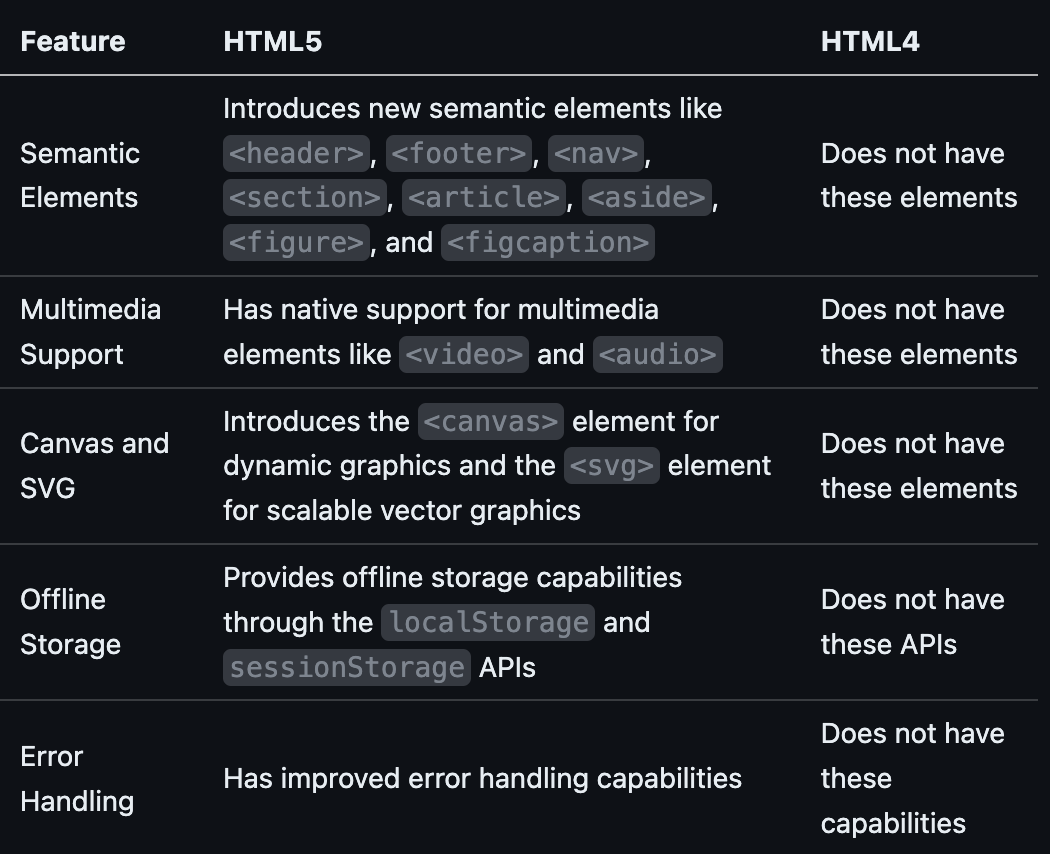 Feature HTML5 HTML4
Semantic Elements
Introduces new semantic elements like
<header>, <footer>, <nav>,
<section>, <article>, <aside>,
<figure>, and <figcaption>
Does not have
these elements
Multimedia
Support
Has native support for multimedia
elements like <video> and <audio>
Does not have
these elements
Canvas and
SVG
Introduces the <canvas> element for
dynamic graphics and the <svg> element
for scalable vector graphics
Does not have
these elements
Offline
Storage
Provides offline storage capabilities
through the localStorage and
sessionStorage APIs
Does not have
these APIs
Error
Handling
Has improved error handling capabilities
Does not have
these
capabilities